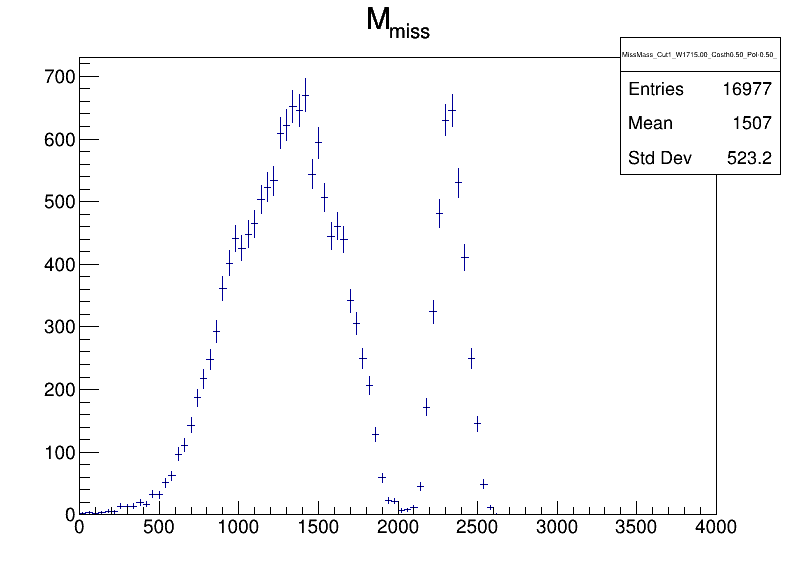 M_miss
MissMass_Cut1_W1715.00_Costh0.50_Pol-0.50_
Entries 16977
Mean 1507
Std Dev 523.2
700
600
500
400
300
200
100
0
0 500 1000 1500 2000 2500 3000 3500 4000